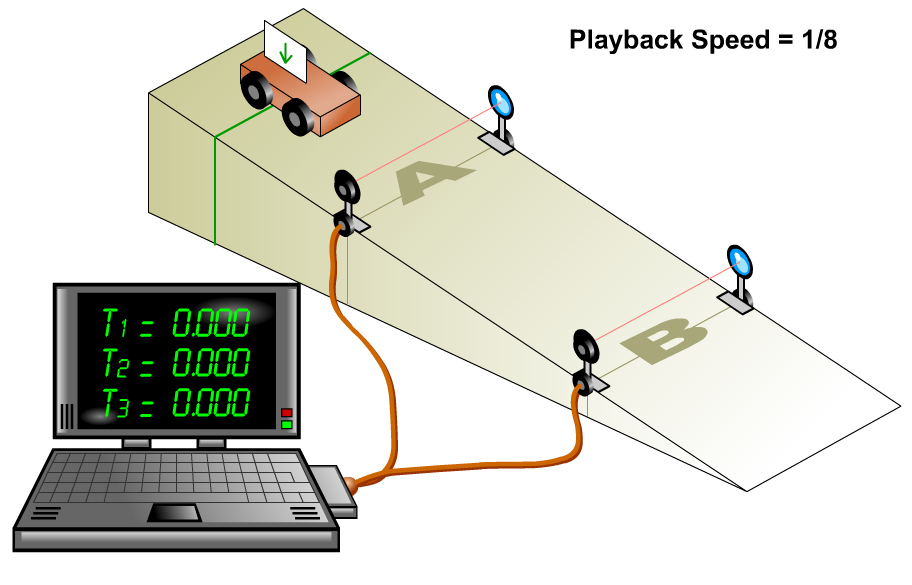 Playback Speed = 1/8
A
B
T1 = 0.000
T2 = 0.000
T3 = 0.000